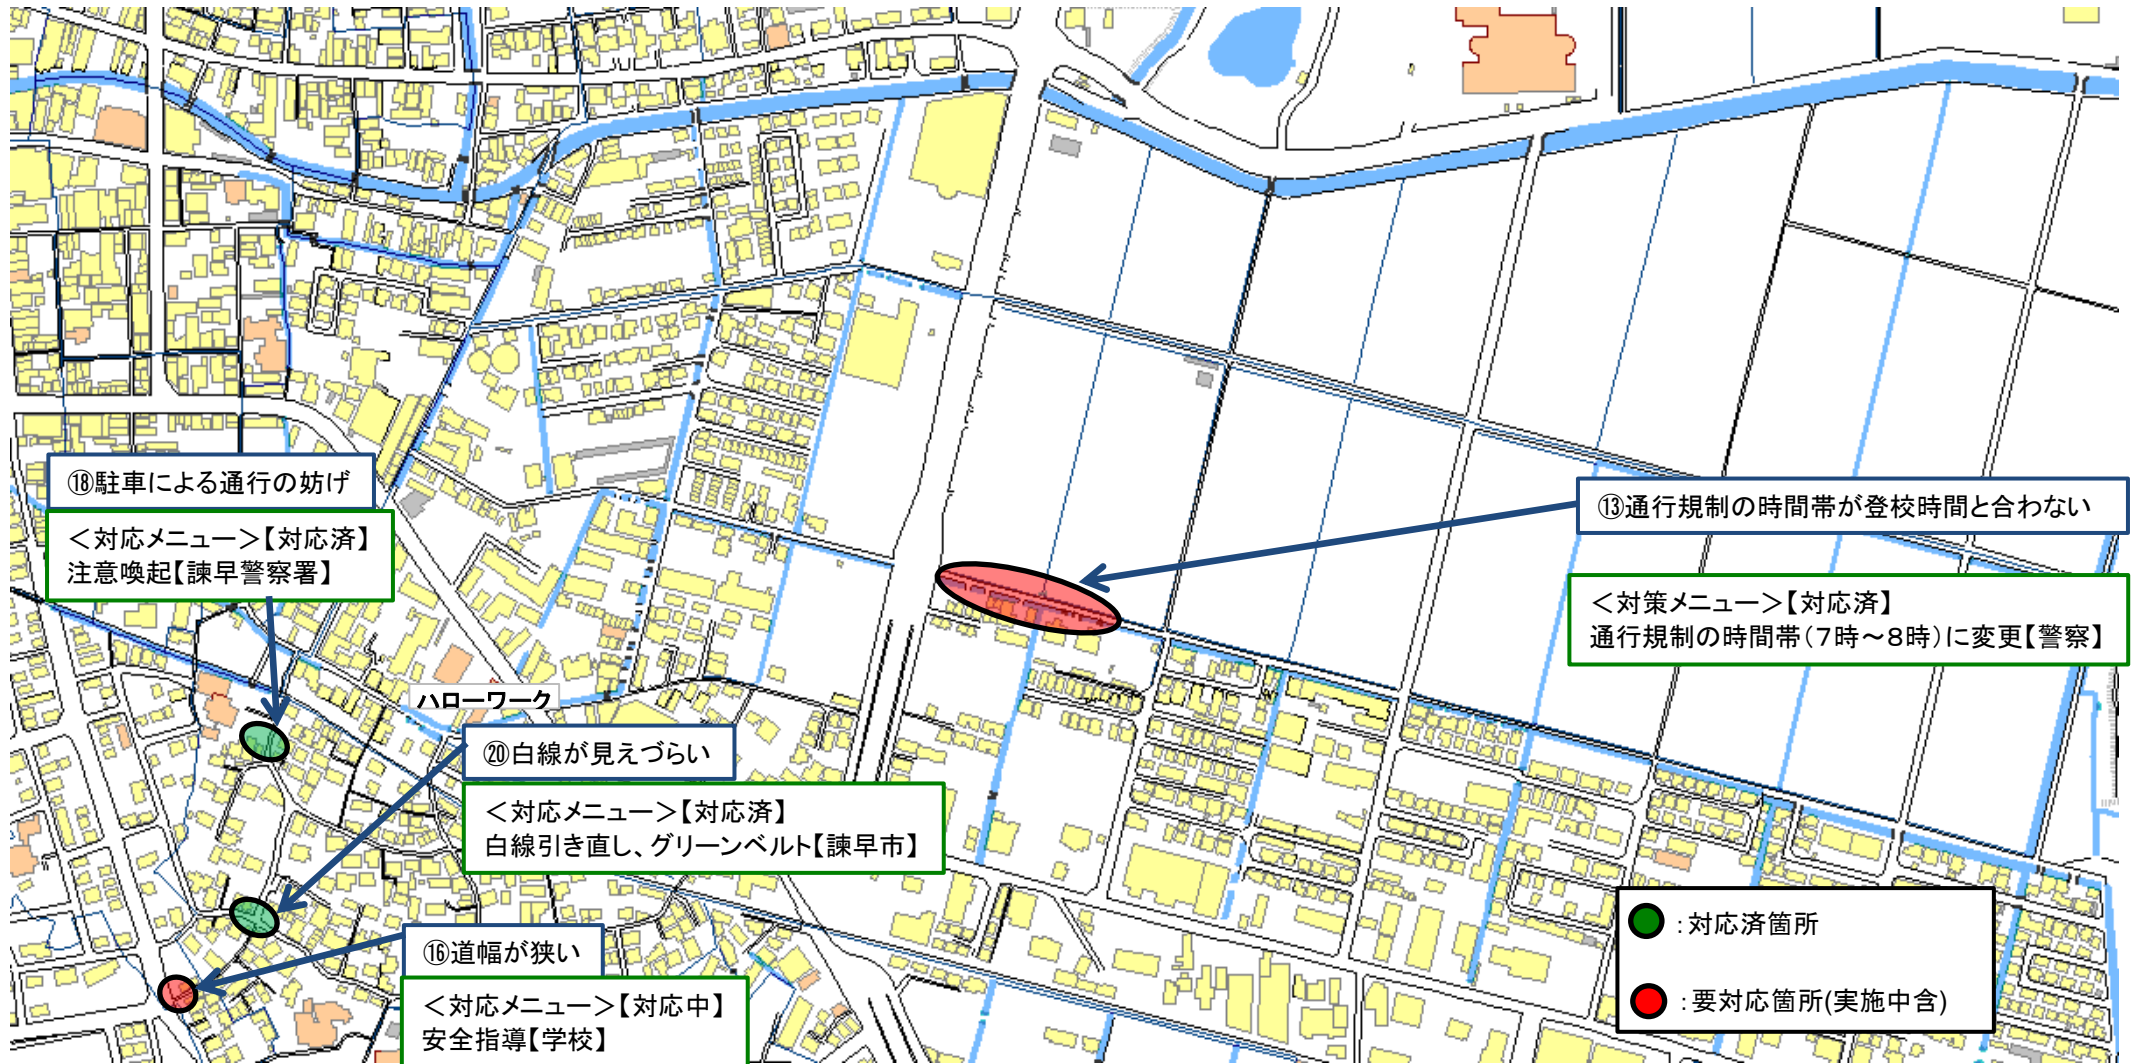 ⑱駐車による通行の妨げ
＜対応メニュー＞【対応済】
注意喚起【諫早警察署】
⑬通行規制の時間帯が登校時間と合わない
＜対策メニュー＞【対応済】
通行規制の時間帯（７時～８時）に変更【警察】
ハローワーク
⑳白線が見えづらい
＜対応メニュー＞【対応済】
白線引き直し、グリーンベルト【諫早市】
⑯道幅が狭い
＜対応メニュー＞【対応中】
安全指導【学校】
：対応済箇所
：要対応箇所(実施中含)